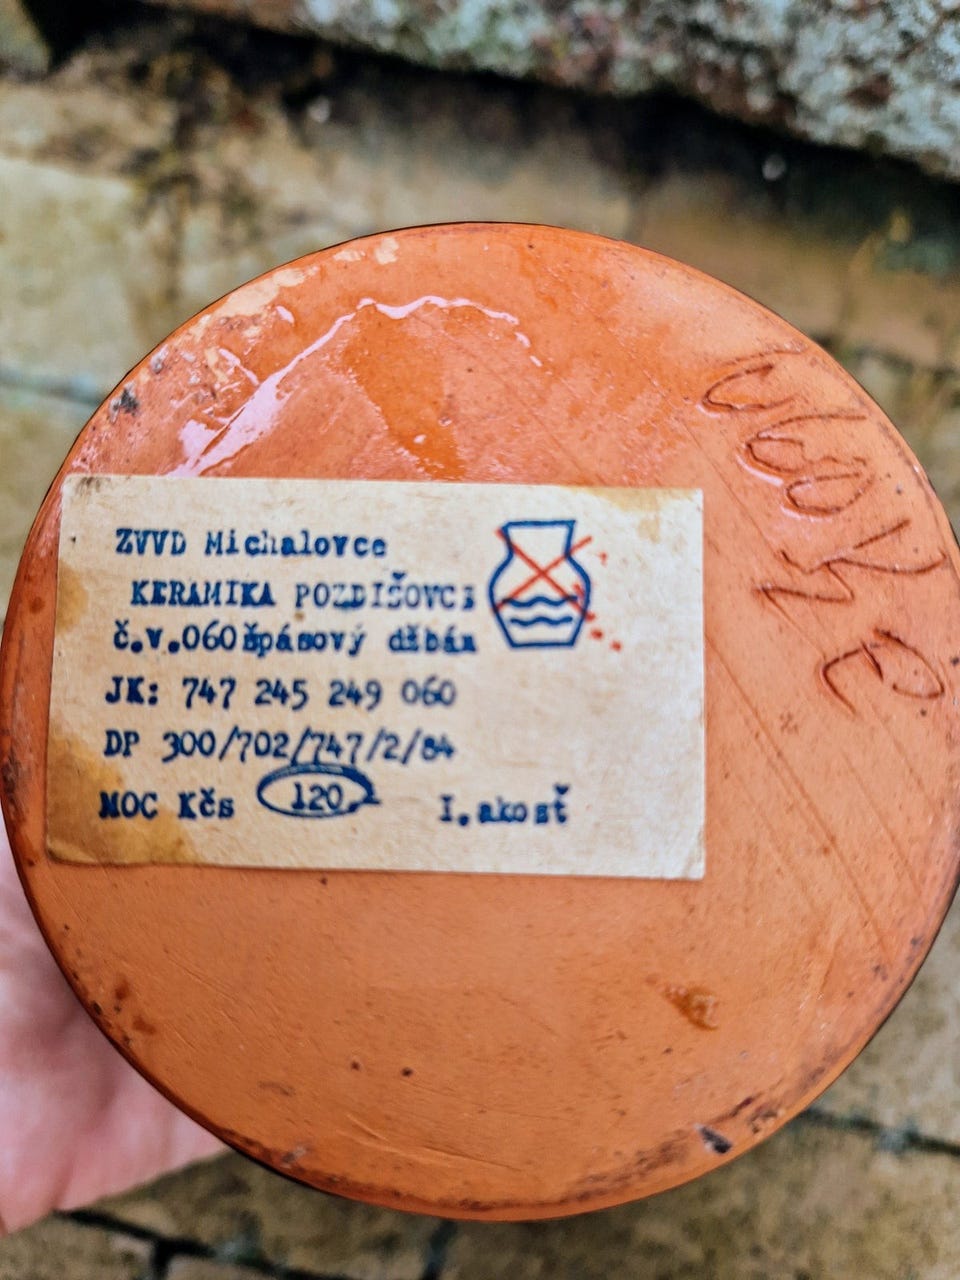 ZVVD Michalovce
KERAMIKA POZDIŠOVCE
č.v.060 špásový džbán
JK: 747 245 249 060
DP 300/702/747/2/84
MOC Kčs 120 I.akosť